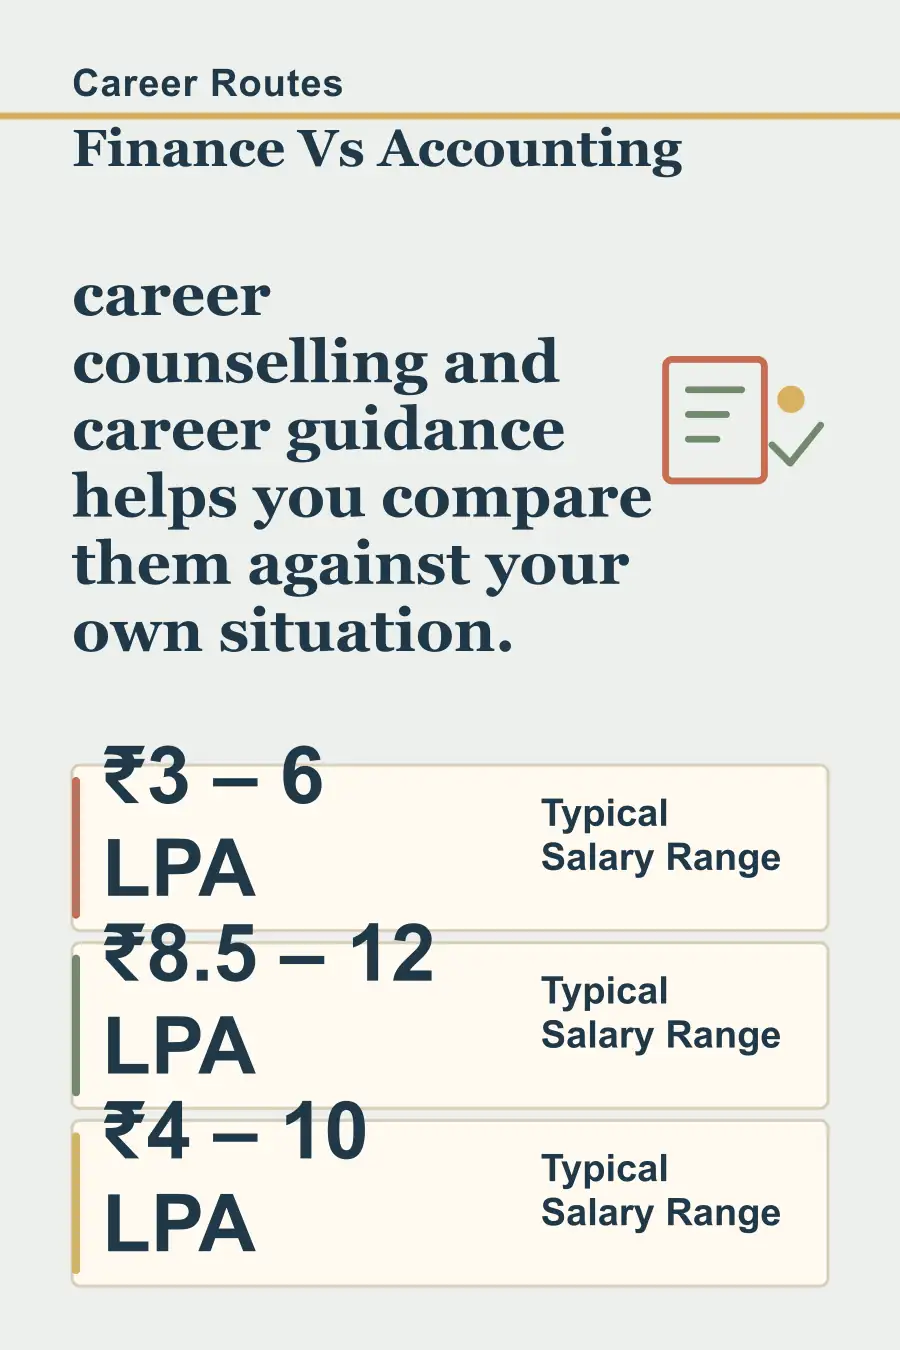 Career Routes
Finance Vs Accounting
career
counselling and
career guidance
helps you compare
them against your
own situation.
₹3 – 6
LPA
Typical
Salary Range
₹8.5 – 12
LPA
Typical
Salary Range
₹4 – 10
LPA
Typical
Salary Range